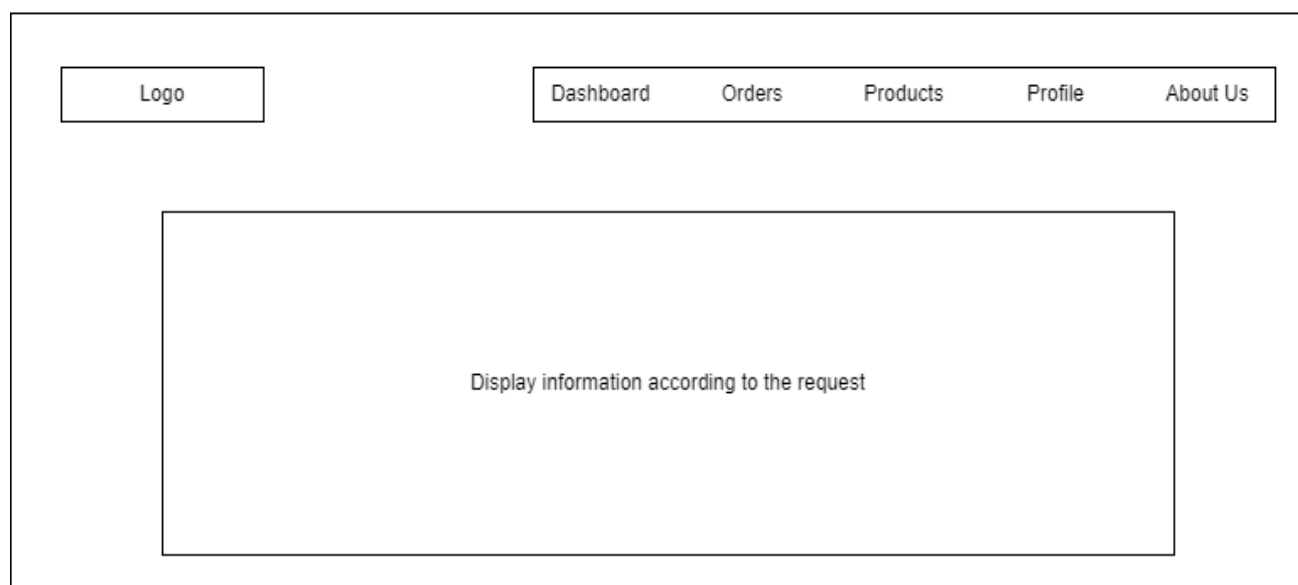 Logo
Dashboard Orders Products Profile About Us
Display information according to the request